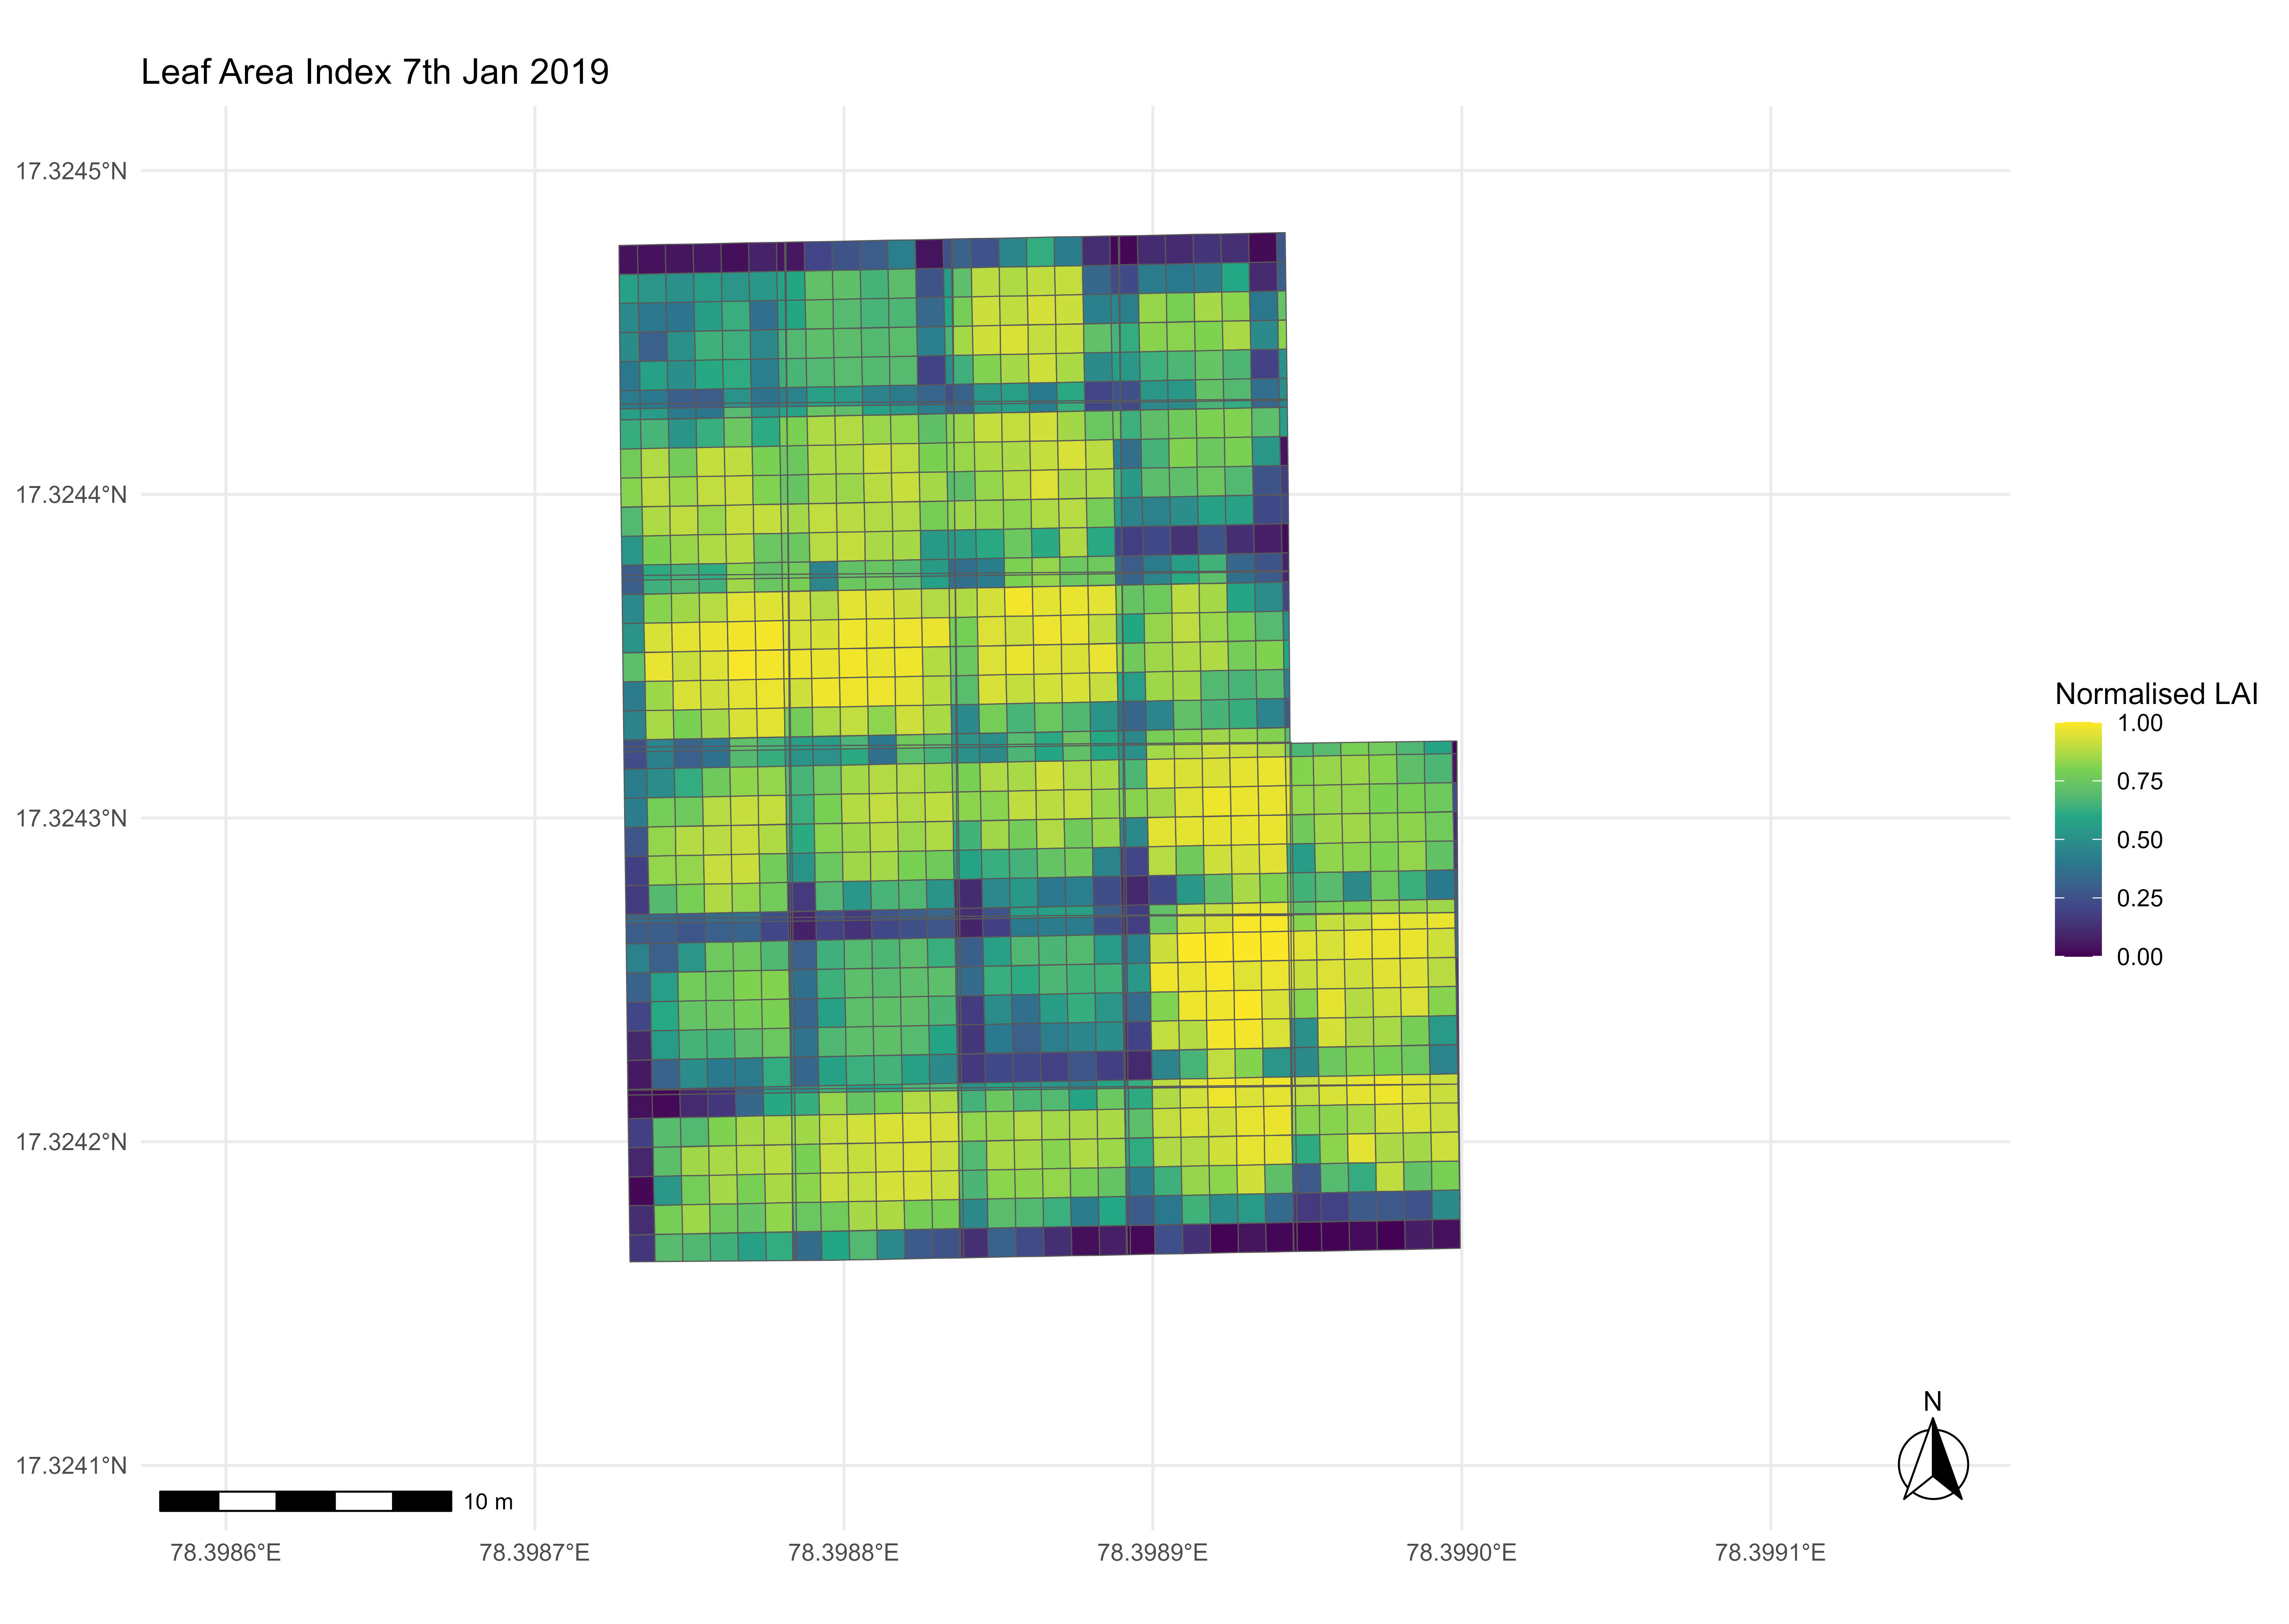 Leaf Area Index 7th Jan 2019
17.3245°N
17.3244°N
17.3243°N
17.3242°N
17.3241°N
78.3986°E
78.3987°E
78.3988°E
78.3989°E
78.3990°E
78.3991°E
10 m
N
Normalised LAI
1.00
0.75
0.50
0.25
0.00